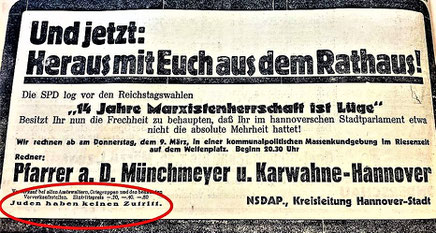 Und jetzt:
Heraus mit Euch aus dem Rathaus!
Die SPD log vor den Reichstagswahlen
„14 Jahre Marxistenherrschaft ist Lüge“
Besitzt Ihr nun die Frechheit zu behaupten, daß Ihr im hannoverschen Stadtparlament etwa
nicht die absolute Mehrheit hattet!
Wir rechnen ab am Donnerstag, dem 9. März, in einer kommunalpolitischen Massenkundgebung im Riesenzelt
auf dem Welfenplatz. Beginn 20.30 Uhr
Redner:
Pfarrer a. D. Münchmeyer u. Karwahne-Hannover
bei allen Amtswaltern, Ortsgruppen und den bekannten
Vorverkaufsstellen. Eintrittspreis —.20, —.40, —.80
Juden haben keinen Zutritt.
NSDAP., Kreisleitung Hannover-Stadt